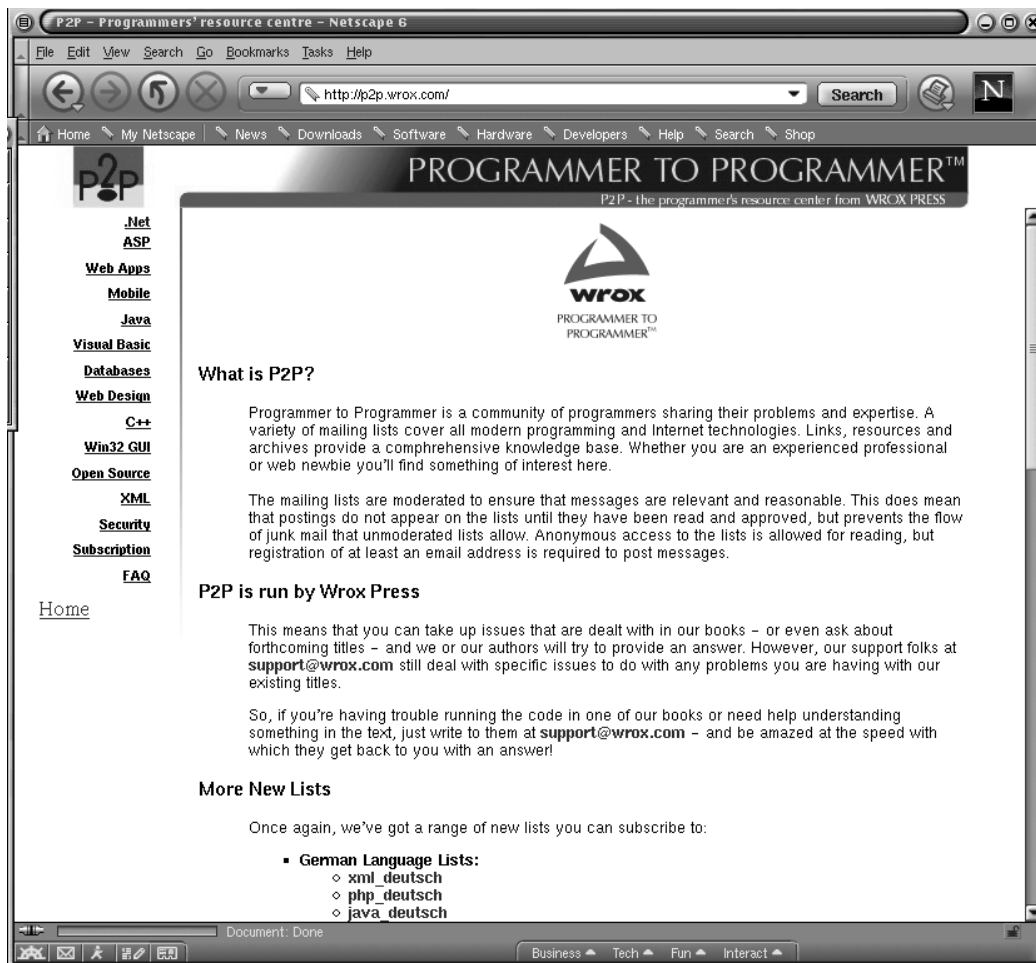 P2P – Programmers' resource centre – Netscape 6
File Edit View Search Go Bookmarks Tasks Help
http://p2p.wrox.com/ Search N
Home My Netscape News Downloads Software Hardware Developers Help Search Shop
P2P
PROGRAMMER TO PROGRAMMER™
P2P - the programmer's resource center from WROX PRESS
.Net
ASP
Web Apps
Mobile
Java
Visual Basic
Databases
Web Design
C++
Win32 GUI
Open Source
XML
Security
Subscription
FAQ
Home
wrox
PROGRAMMER TO
PROGRAMMER™
What is P2P?
Programmer to Programmer is a community of programmers sharing their problems and expertise. A
variety of mailing lists cover all modern programming and Internet technologies. Links, resources and
archives provide a comphrehensive knowledge base. Whether you are an experienced professional
or web newbie you'll find something of interest here.
The mailing lists are moderated to ensure that messages are relevant and reasonable. This does mean
that postings do not appear on the lists until they have been read and approved, but prevents the flow
of junk mail that unmoderated lists allow. Anonymous access to the lists is allowed for reading, but
registration of at least an email address is required to post messages.
P2P is run by Wrox Press
This means that you can take up issues that are dealt with in our books – or even ask about
forthcoming titles – and we or our authors will try to provide an answer. However, our support folks at
support@wrox.com still deal with specific issues to do with any problems you are having with our
existing titles.
So, if you're having trouble running the code in one of our books or need help understanding
something in the text, just write to them at support@wrox.com – and be amazed at the speed with
which they get back to you with an answer!
More New Lists
Once again, we've got a range of new lists you can subscribe to:
German Language Lists:
xml_deutsch
php_deutsch
java_deutsch
Document: Done
Business Tech Fun Interact